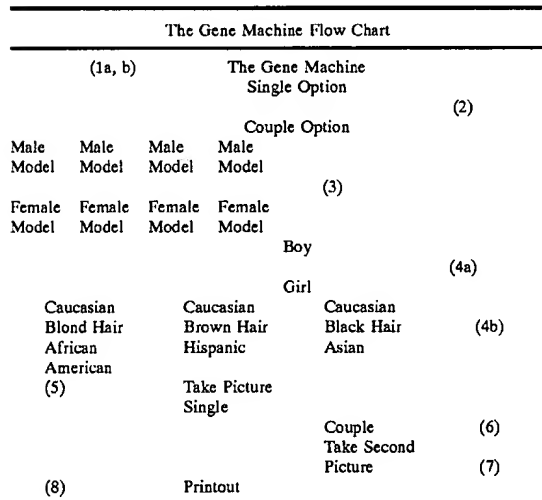 The Gene Machine Flow Chart
(1a, b) The Gene Machine
Single Option
(2)
Couple Option
Male Male Male Male
Model Model Model Model
(3)
Female Female Female Female
Model Model Model Model
Boy
(4a)
Girl
Caucasian Caucasian Caucasian
Blond Hair Brown Hair Black Hair (4b)
African Hispanic Asian
American
(5) Take Picture
Single
Couple (6)
Take Second
Picture (7)
(8) Printout